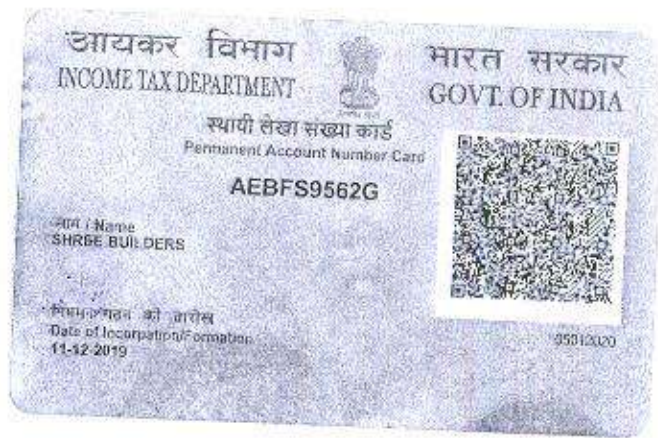 आयकर विभाग
INCOME TAX DEPARTMENT
भारत सरकार
GOVT. OF INDIA
स्थायी लेखा संख्या कार्ड
Permanent Account Number Card
AEBFS9562G
नाम / Name
SHREE BUILDERS
की तारीख
Date of Incorporation/Formation
11-12-2019